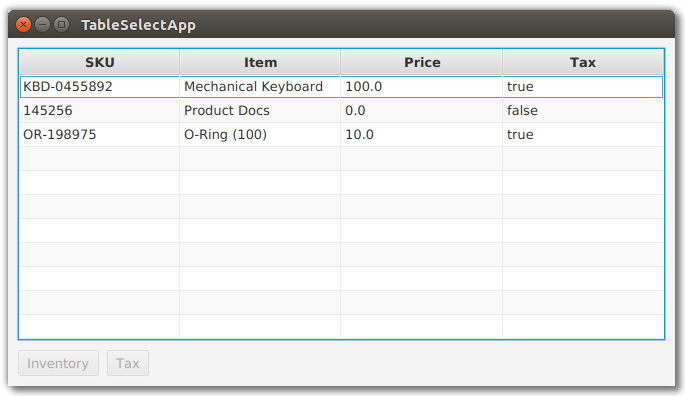 TableSelectApp
SKU Item Price Tax
KBD-0455892 Mechanical Keyboard 100.0 true
145256 Product Docs 0.0 false
OR-198975 O-Ring (100) 10.0 true
Inventory Tax